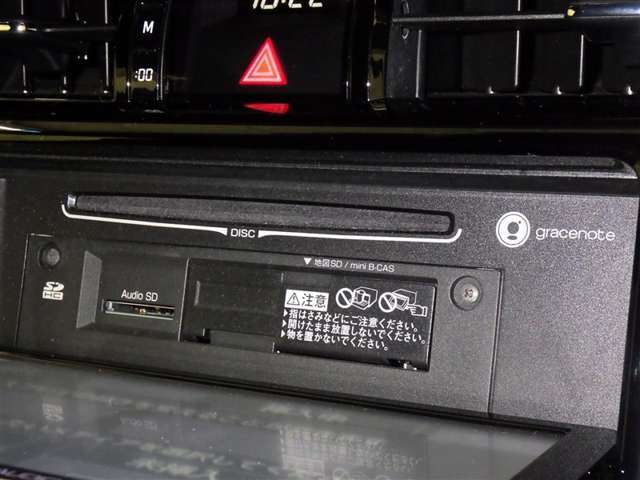 M
:00
DISC
gracenote
▼ 地図SD / mini B-CAS
SD
HC
Audio SD
⚠注意
▶指はさみなどにご注意ください。
▶開けたまま放置しないでください。
▶物を置かないでください。